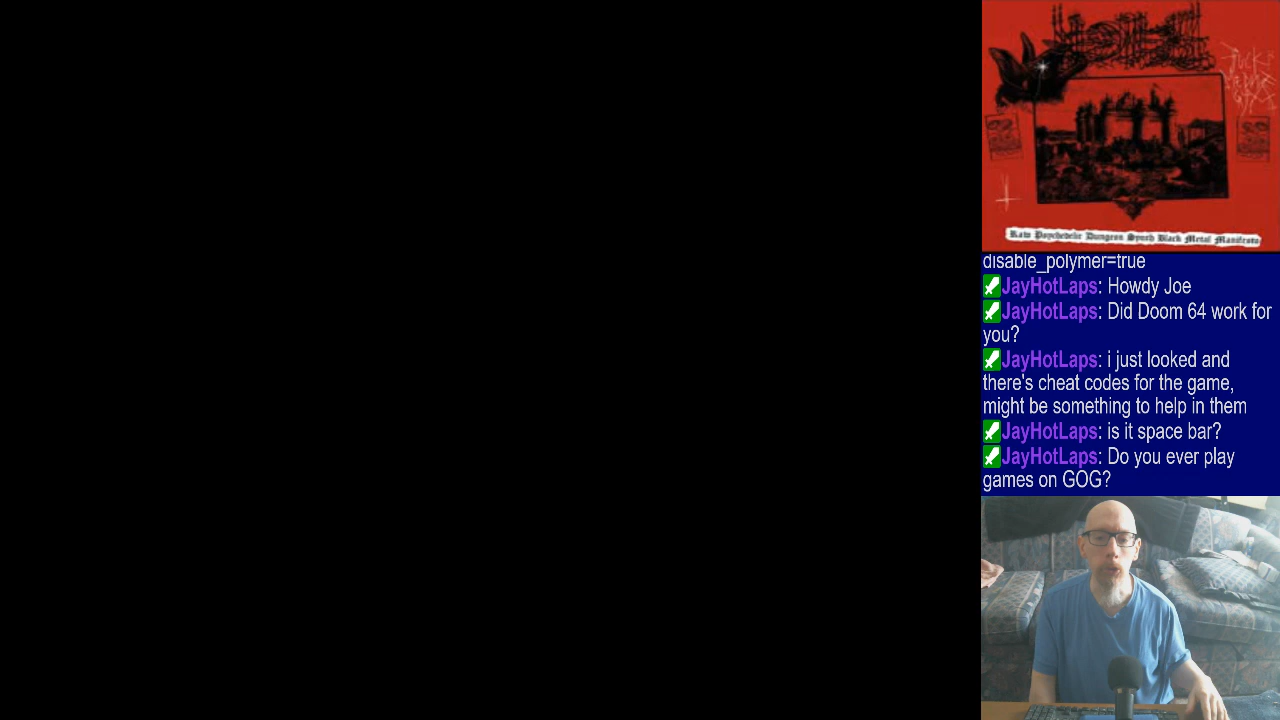 Raw Psychedelic Dungeon Synth Black Metal Manifesto
disable_polymer=true
JayHotLaps: Howdy Joe
JayHotLaps: Did Doom 64 work for
you?
JayHotLaps: i just looked and
there's cheat codes for the game,
might be something to help in them
JayHotLaps: is it space bar?
JayHotLaps: Do you ever play
games on GOG?